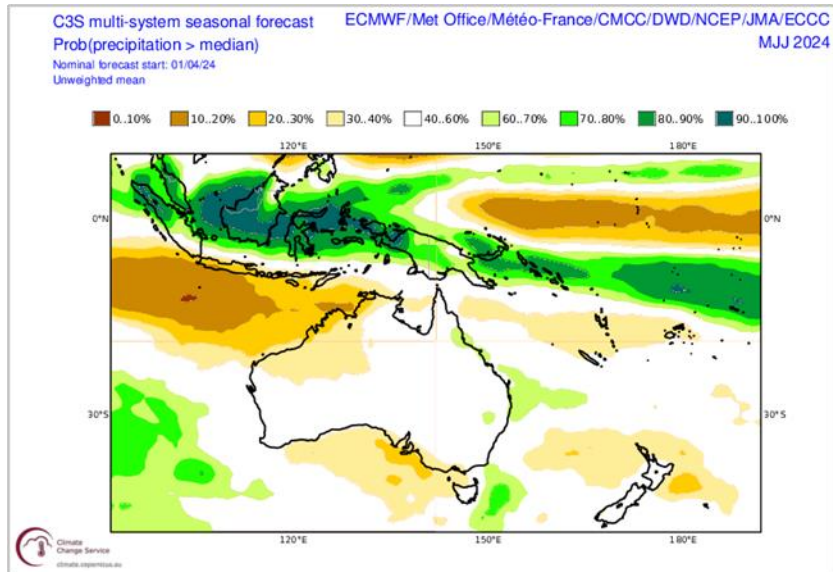 C3S multi-system seasonal forecast
ECMWF/Met Office/Météo-France/CMCC/DWD/NCEP/JMA/ECCC
Prob(precipitation > median)
MJJ 2024
Nominal forecast start: 01/04/24
Unweighted mean
0..10% 10..20% 20..30% 30..40% 40..60% 60..70% 70..80% 80..90% 90..100%
120°E 150°E 180°E
0°N 0°N
30°S 30°S
120°E 150°E 180°E
Climate
Change Service
climate.copernicus.eu